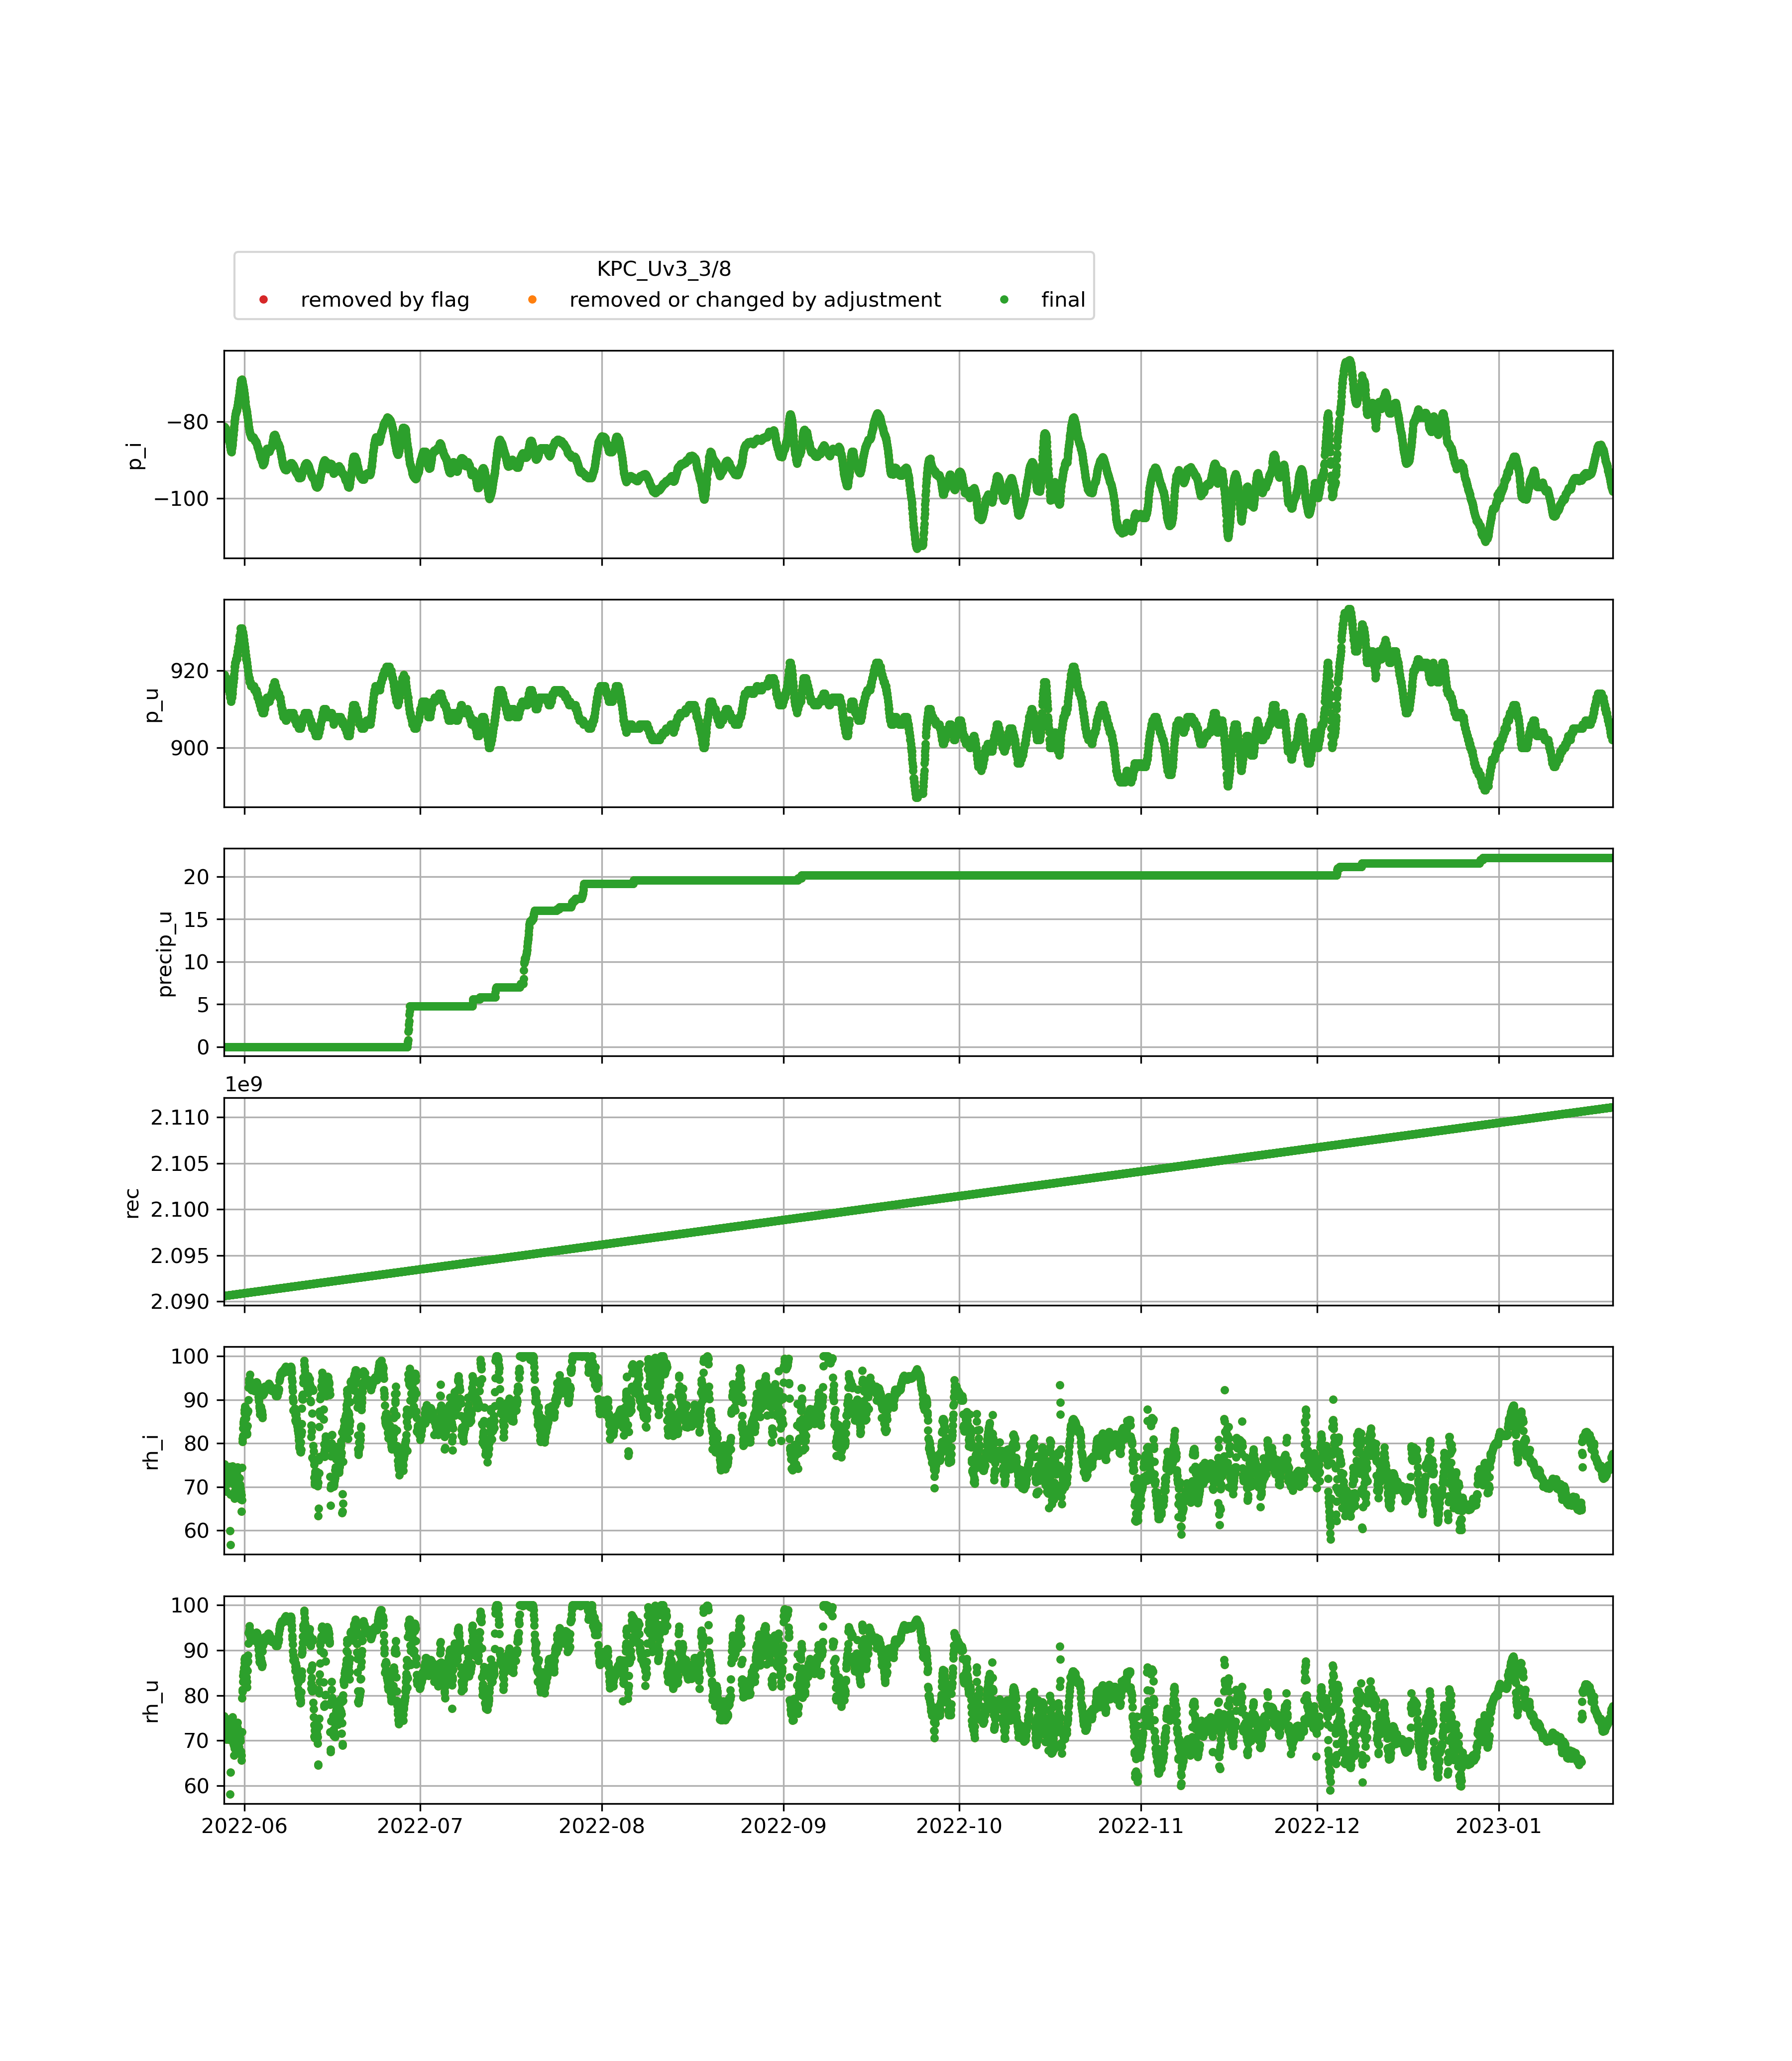 KPC_Uv3_3/8
removed by flag removed or changed by adjustment final
−80
−100
p_i
920
900
p_u
20
15
10
5
0
precip_u
1e9
2.110
2.105
2.100
2.095
2.090
rec
100
90
80
70
60
rh_i
100
90
80
70
60
rh_u
2022-06 2022-07 2022-08 2022-09 2022-10 2022-11 2022-12 2023-01